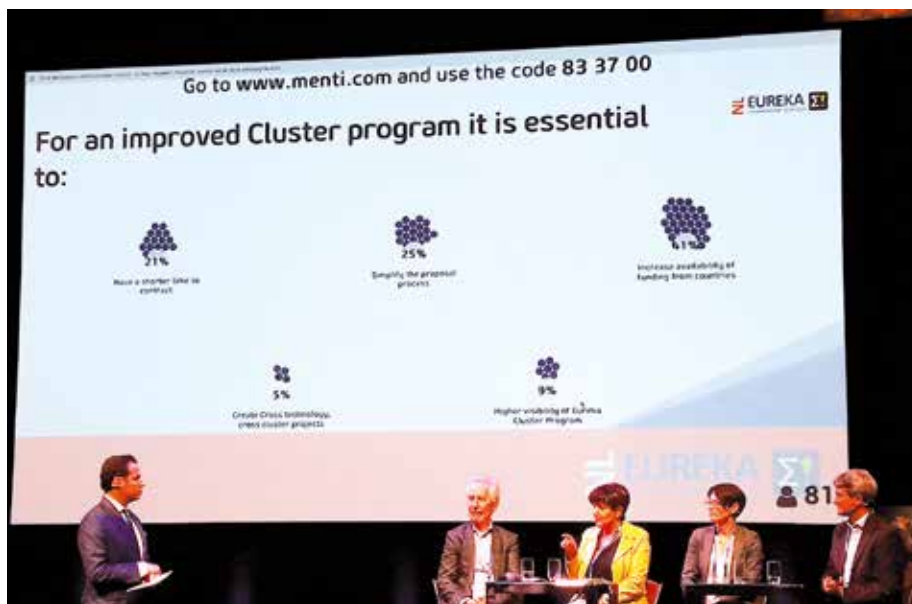 Go to www.menti.com and use the code 83 37 00
NL EUREKA
For an improved Cluster program it is essential
to:
21%
Have a shorter time to
contract
25%
Simplify the proposal
process
41%
Increase availability of
funding from countries
5%
Create Cross technology,
cross cluster projects
9%
Higher visibility of Eureka
Cluster Program
NL EUREKA
81